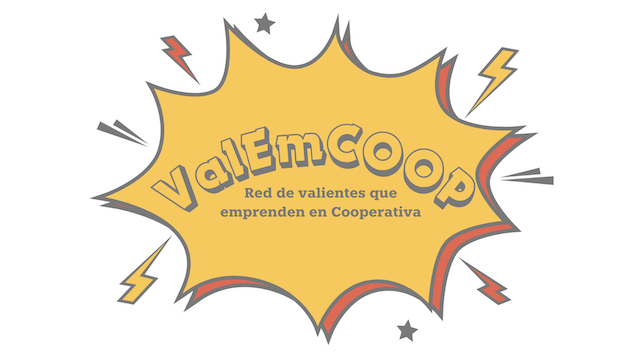 ValEmCOOP
Red de valientes que
emprenden en Cooperativa